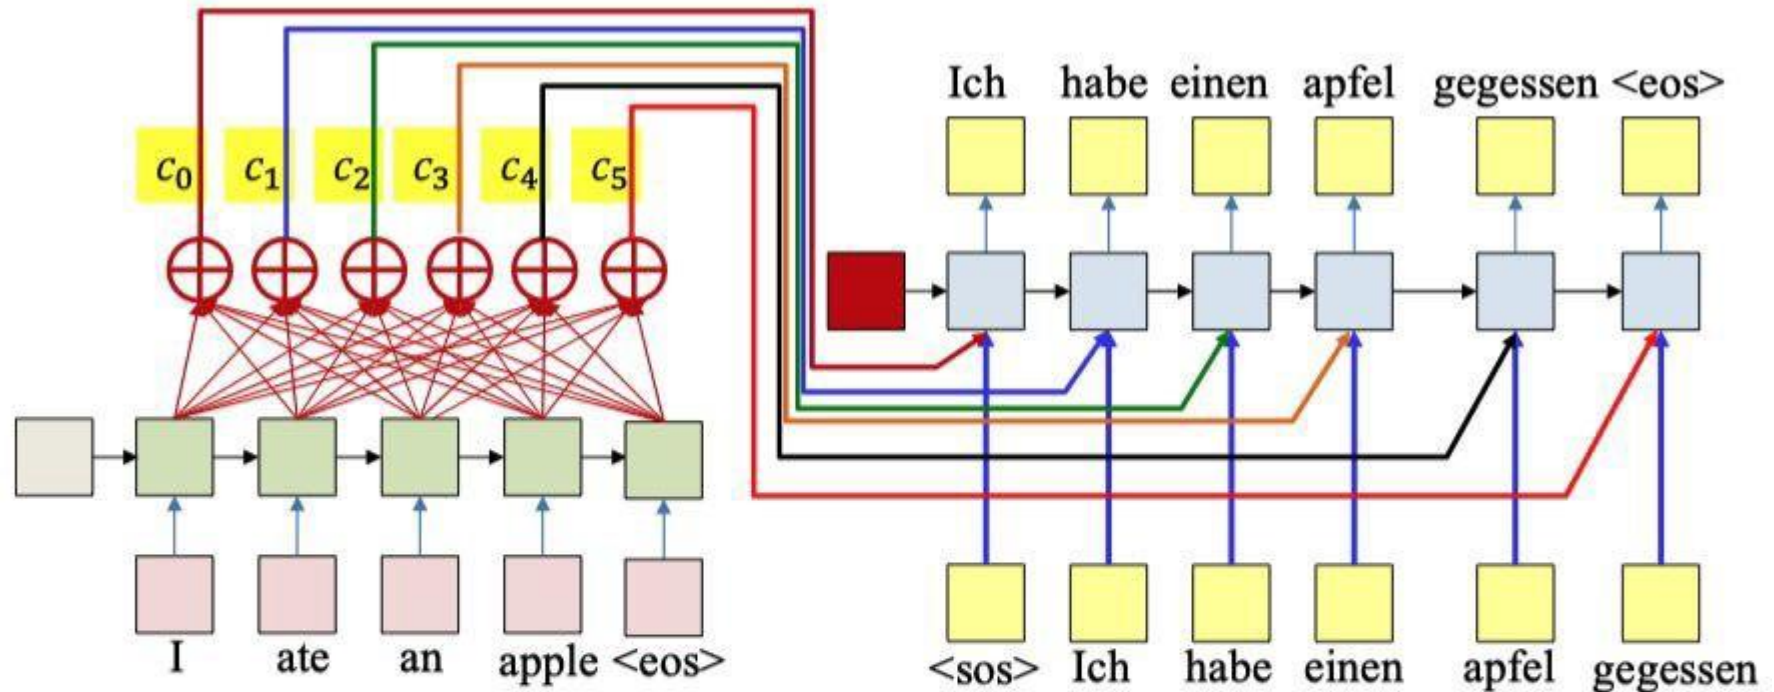 Ich habe einen apfel gegessen <eos>
c₀ c₁ c₂ c₃ c₄ c₅
I ate an apple <eos>
<sos> Ich habe einen apfel gegessen